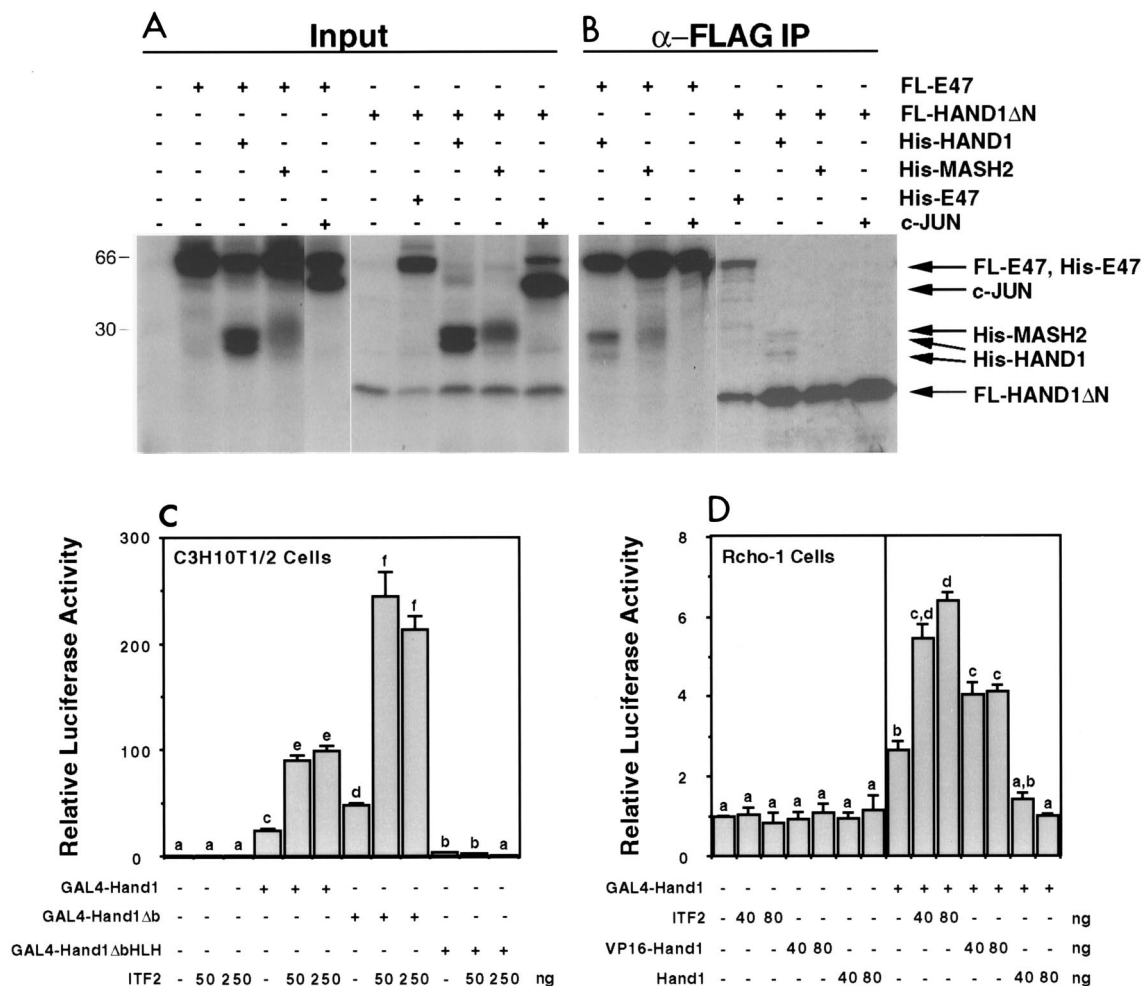 A
Input
B
α-FLAG IP
- + + + + - - - - - + + + - - - - FL-E47
- - - - - + + + + + - - - + + + + FL-HAND1ΔN
- - + - - - - + - - + - - - + - - His-HAND1
- - - + - - - - + - - + - - - + - His-MASH2
- - - - - - + - - - - - - + - - - His-E47
- - - - + - - - - + - - + - - - + c-JUN
66
30
FL-E47, His-E47
c-JUN
His-MASH2
His-HAND1
FL-HAND1ΔN
C
Relative Luciferase Activity
300
200
100
0
C3H10T1/2 Cells
a a a c e e d f f b b a
GAL4-Hand1 - - - + + + - - - - - -
GAL4-Hand1Δb - - - - - - + + + - - -
GAL4-Hand1ΔbHLH - - - - - - - - - + + +
ITF2 - 50 250 - 50 250 - 50 250 - 50 250 ng
D
Relative Luciferase Activity
8
6
4
2
0
Rcho-1 Cells
a a a a a a a b c,d d c c a,b a
GAL4-Hand1 - - - - - - - + + + + + + +
ITF2 - 40 80 - - - - - 40 80 - - - - ng
VP16-Hand1 - - - 40 80 - - - - - 40 80 - - ng
Hand1 - - - - - 40 80 - - - - - 40 80 ng